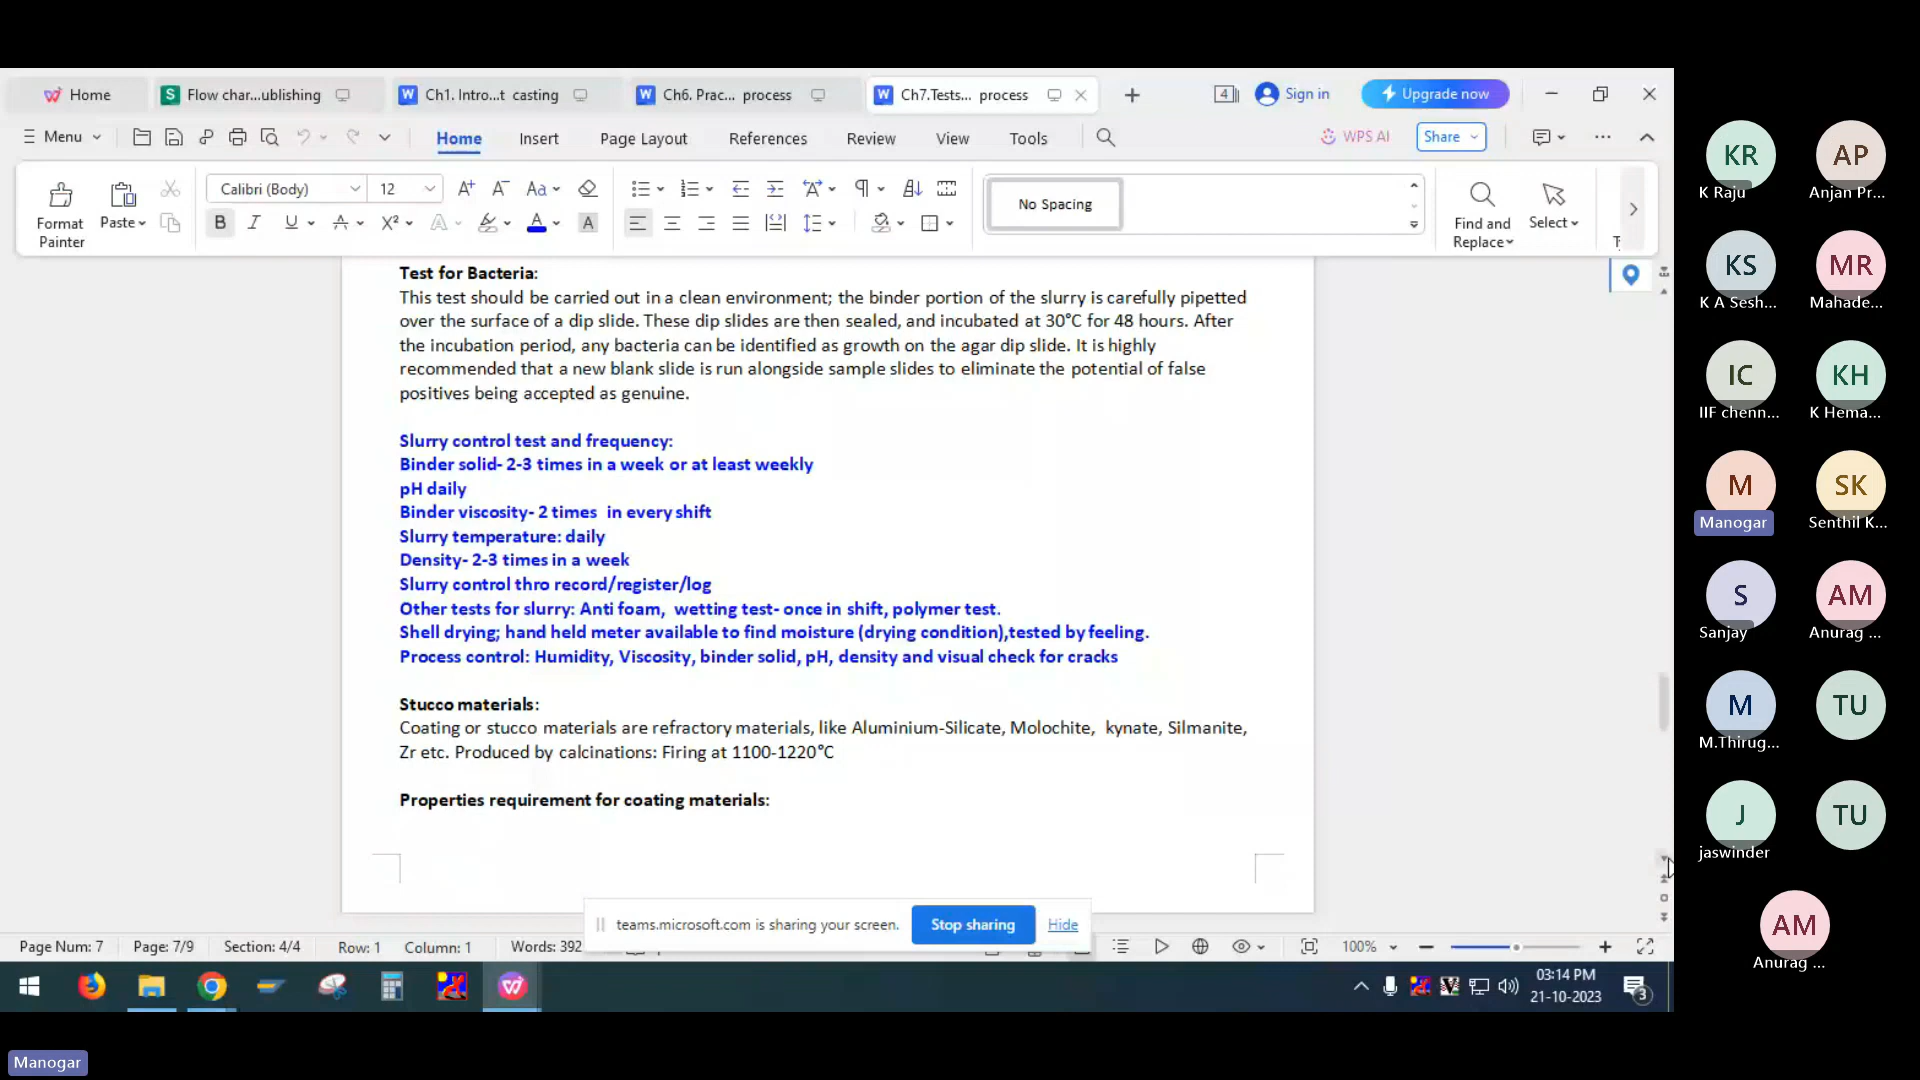 Home
Flow char...ublishing
Ch1. Intro...t casting
Ch6. Prac... process
Ch7.Tests... process
4
Sign in
Upgrade now
Menu
Home
Insert
Page Layout
References
Review
View
Tools
WPS AI
Share
Format Painter
Paste
Calibri (Body)
12
No Spacing
Find and Replace
Select
Test for Bacteria:
This test should be carried out in a clean environment; the binder portion of the slurry is carefully pipetted
over the surface of a dip slide. These dip slides are then sealed, and incubated at 30°C for 48 hours. After
the incubation period, any bacteria can be identified as growth on the agar dip slide. It is highly
recommended that a new blank slide is run alongside sample slides to eliminate the potential of false
positives being accepted as genuine.
Slurry control test and frequency:
Binder solid- 2-3 times in a week or at least weekly
pH daily
Binder viscosity- 2 times in every shift
Slurry temperature: daily
Density- 2-3 times in a week
Slurry control thro record/register/log
Other tests for slurry: Anti foam, wetting test- once in shift, polymer test.
Shell drying; hand held meter available to find moisture (drying condition),tested by feeling.
Process control: Humidity, Viscosity, binder solid, pH, density and visual check for cracks
Stucco materials:
Coating or stucco materials are refractory materials, like Aluminium-Silicate, Molochite, kynate, Silmanite,
Zr etc. Produced by calcinations: Firing at 1100-1220°C
Properties requirement for coating materials:
teams.microsoft.com is sharing your screen.
Stop sharing
Hide
Page Num: 7
Page: 7/9
Section: 4/4
Row: 1
Column: 1
Words: 392
100%
03:14 PM
21-10-2023
3
KR
K Raju
AP
Anjan Pr...
KS
K A Sesh...
MR
Mahade...
IC
IIF chenn...
KH
K Hema...
M
Manogar
SK
Senthil K...
S
Sanjay
AM
Anurag ...
M
M.Thirug...
TU
J
jaswinder
TU
AM
Anurag ...
Manogar